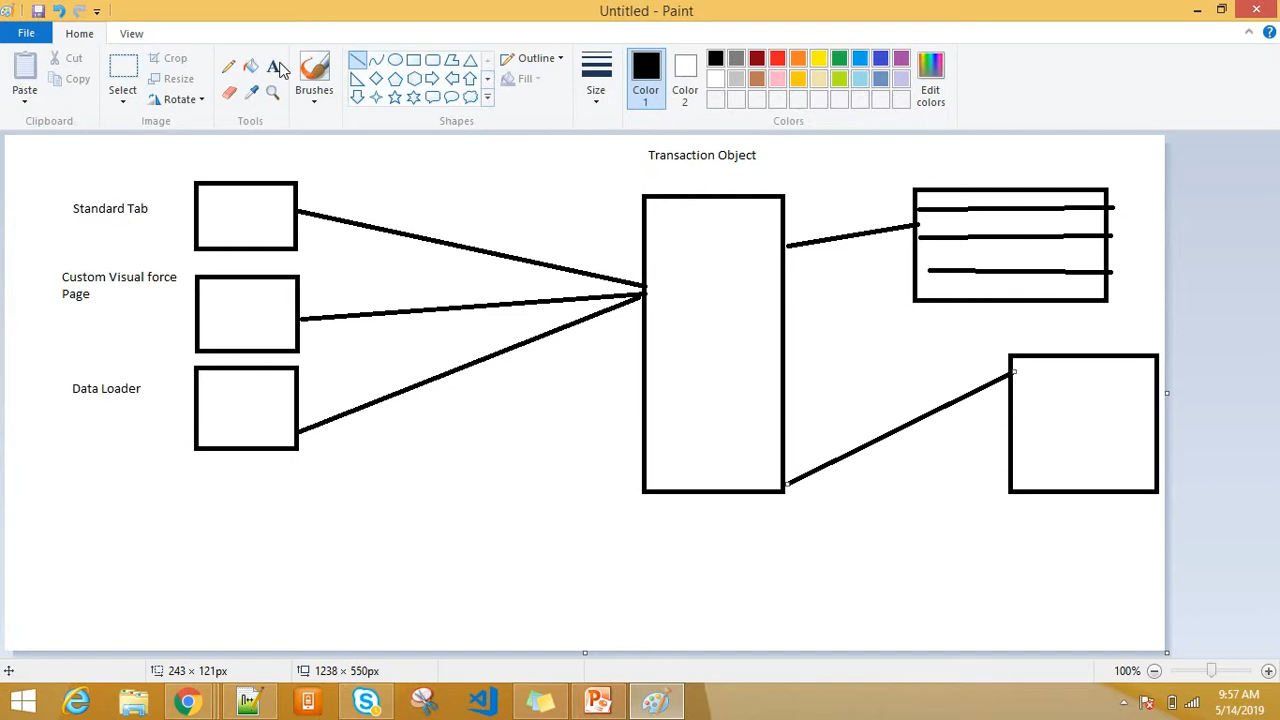 Untitled - Paint
File
Home
View
Paste
Cut
Copy
Clipboard
Select
Crop
Resize
Rotate
Image
A
Tools
Brushes
Outline
Fill
Shapes
Size
Color 1
Color 2
Edit colors
Colors
Transaction Object
Standard Tab
Custom Visual force
Page
Data Loader
243 × 121px
1238 × 550px
100%
9:57 AM
5/14/2019